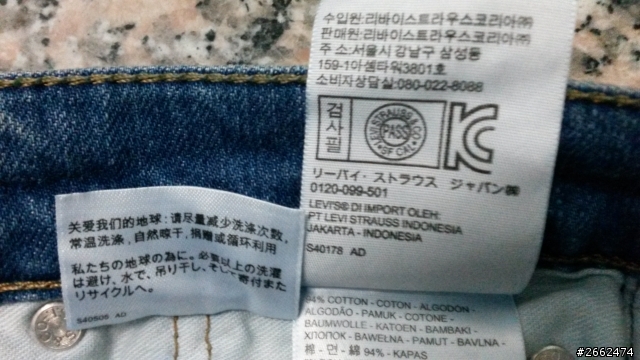 수입원:리바이스트라우스코리아㈜
판매원:리바이스트라우스코리아㈜
주 소:서울시 강남구 삼성동
159-1아셈타워3801호
소비자상담실:080-022-8088
검사필
LEVI STRAUSS & CO
PASS
SF CAL
KC
リーバイ・ストラウス ジャパン㈱
0120-099-501
LEVI'S® DI IMPORT OLEH:
PT LEVI STRAUSS INDONESIA
JAKARTA - INDONESIA
S40178 AD
关爱我们的地球:请尽量减少洗涤次数,
常温洗涤,自然晾干,捐赠或循环利用
私たちの地球の為に。必要以上の洗濯
は避け、水で、吊り干し、そして寄付また
リサイクルへ。
S40505 AD
94% COTTON - COTON - ALGODON
ALGODÃO - PAMUK - COTONE -
BAUMWOLLE - KATOEN - BAMBAKI -
ХЛОПОК - BAWEŁNA - PAMUT - BAVLNA
棉 - 면 - 綿 94% - KAPAS
#2662474